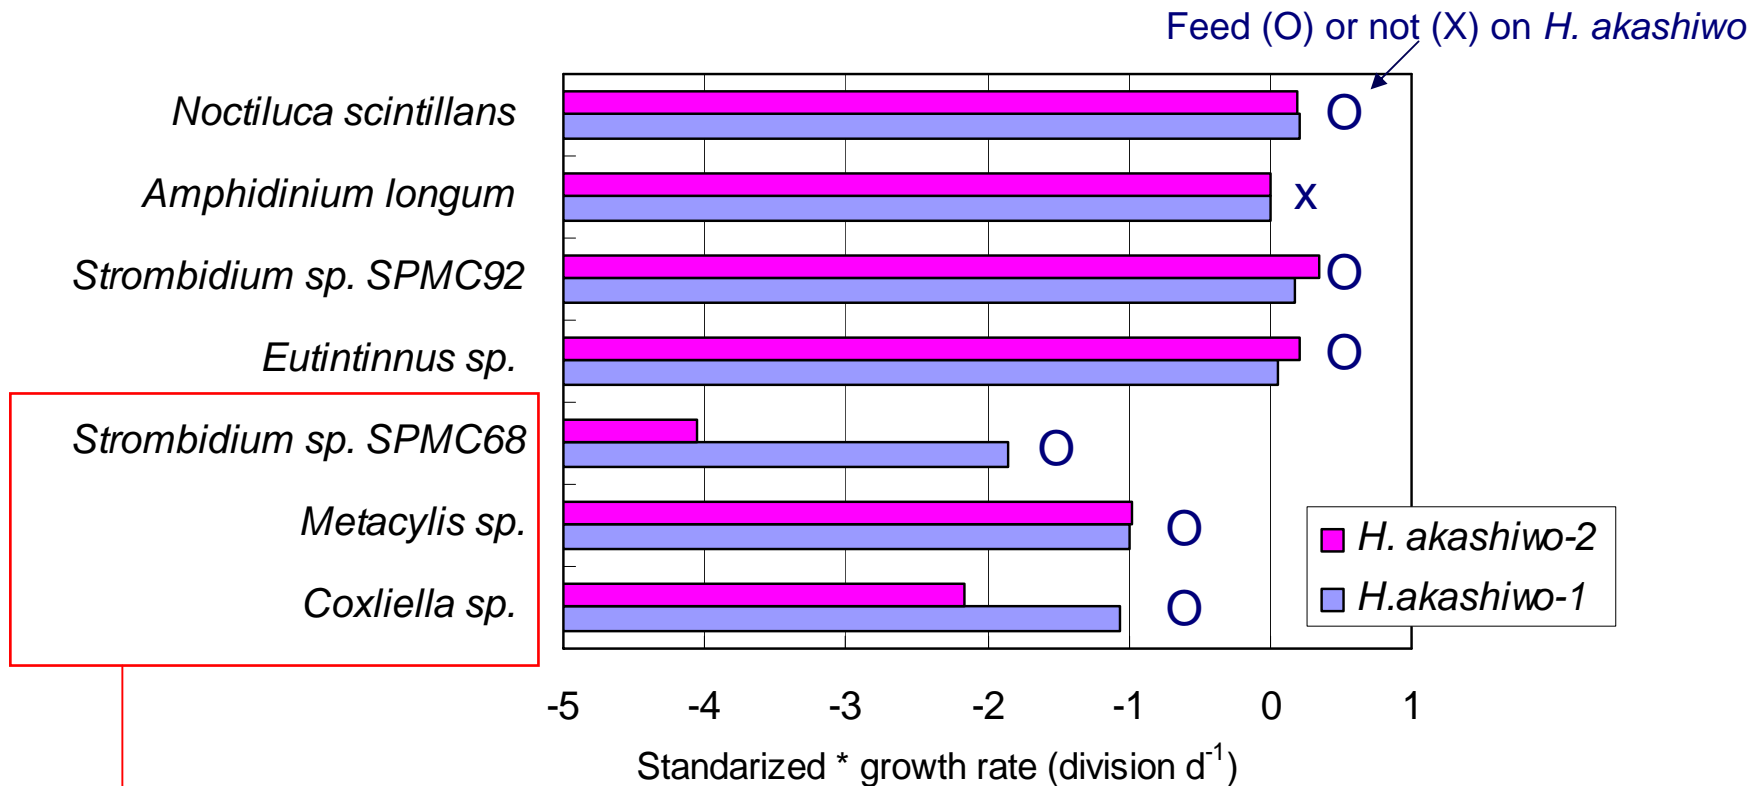 Feed (O) or not (X) on H. akashiwo
Noctiluca scintillans
O
Amphidinium longum
x
Strombidium sp. SPMC92
O
Eutintinnus sp.
O
Strombidium sp. SPMC68
O
Metacylis sp.
O
Coxliella sp.
O
H. akashiwo-2
H.akashiwo-1
-5 -4 -3 -2 -1 0 1
Standarized * growth rate (division d⁻¹)